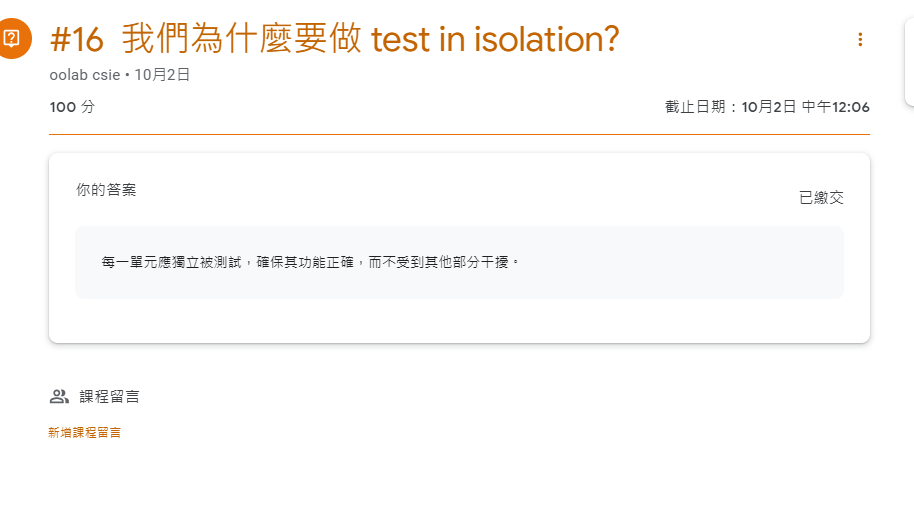 #16 我們為什麼要做 test in isolation?
oolab csie • 10月2日
100 分
截止日期：10月2日 中午12:06
你的答案
已繳交
每一單元應獨立被測試，確保其功能正確，而不受到其他部分干擾。
課程留言
新增課程留言